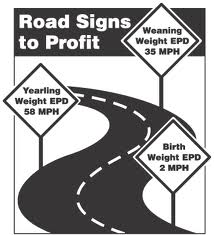 Road Signs
to Profit
Weaning
Weight EPD
35 MPH
Yearling
Weight EPD
58 MPH
Birth
Weight EPD
2 MPH